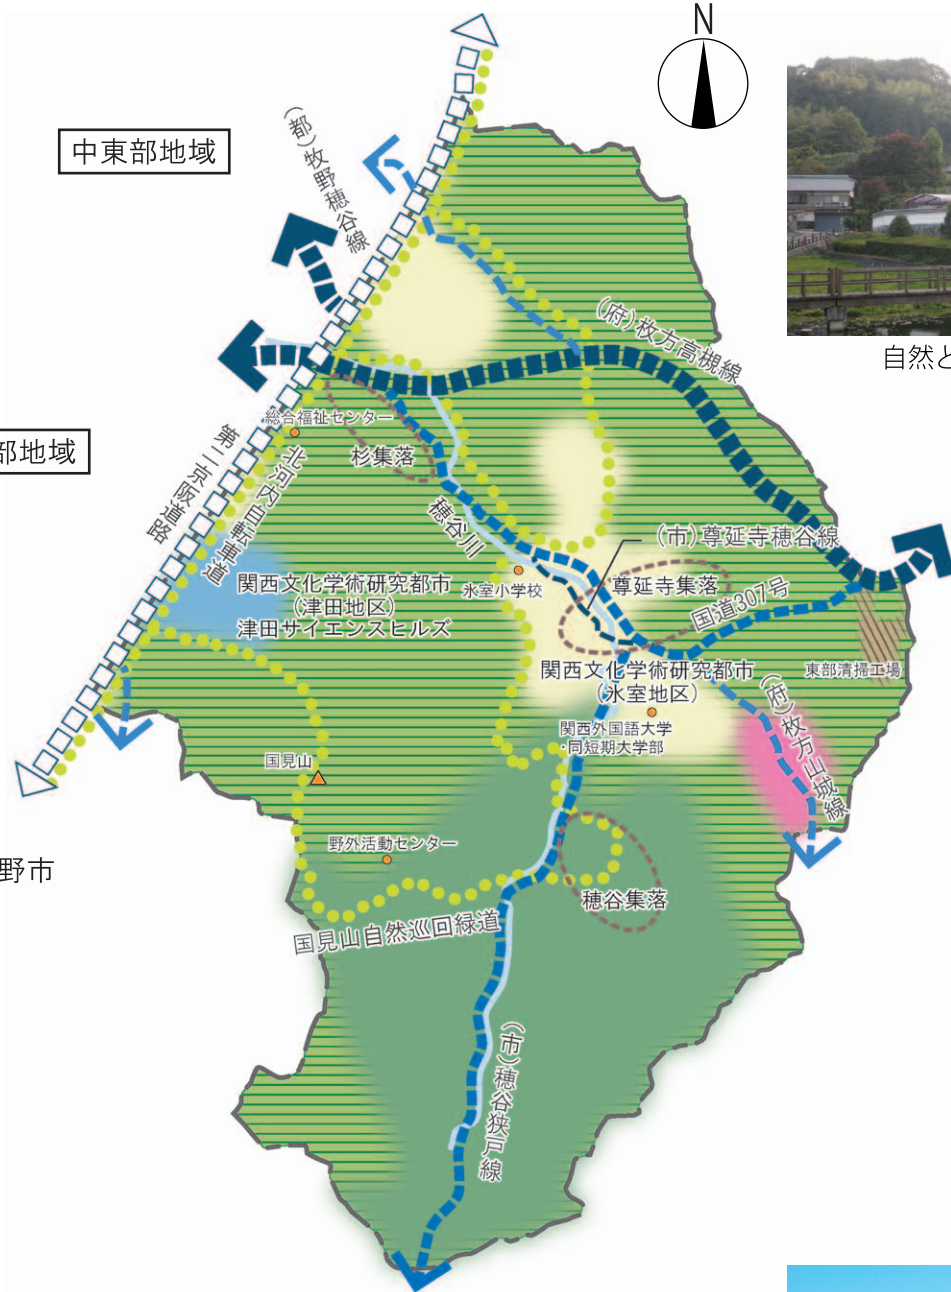 N
中東部地域
(都)牧野穂谷線
自然と
(府)枚方高槻線
部地域
総合福祉センター
杉集落
第二京阪道路
北河内自転車道
穂谷川
(市)尊延寺穂谷線
氷室小学校
尊延寺集落
国道307号
関西文化学術研究都市
(津田地区)
津田サイエンスヒルズ
関西文化学術研究都市
(氷室地区)
東部清掃工場
関西外国語大学
・同短期大学部
(府)枚方山城線
国見山
野外活動センター
野市
穂谷集落
国見山自然巡回緑道
(市)穂谷狭戸線